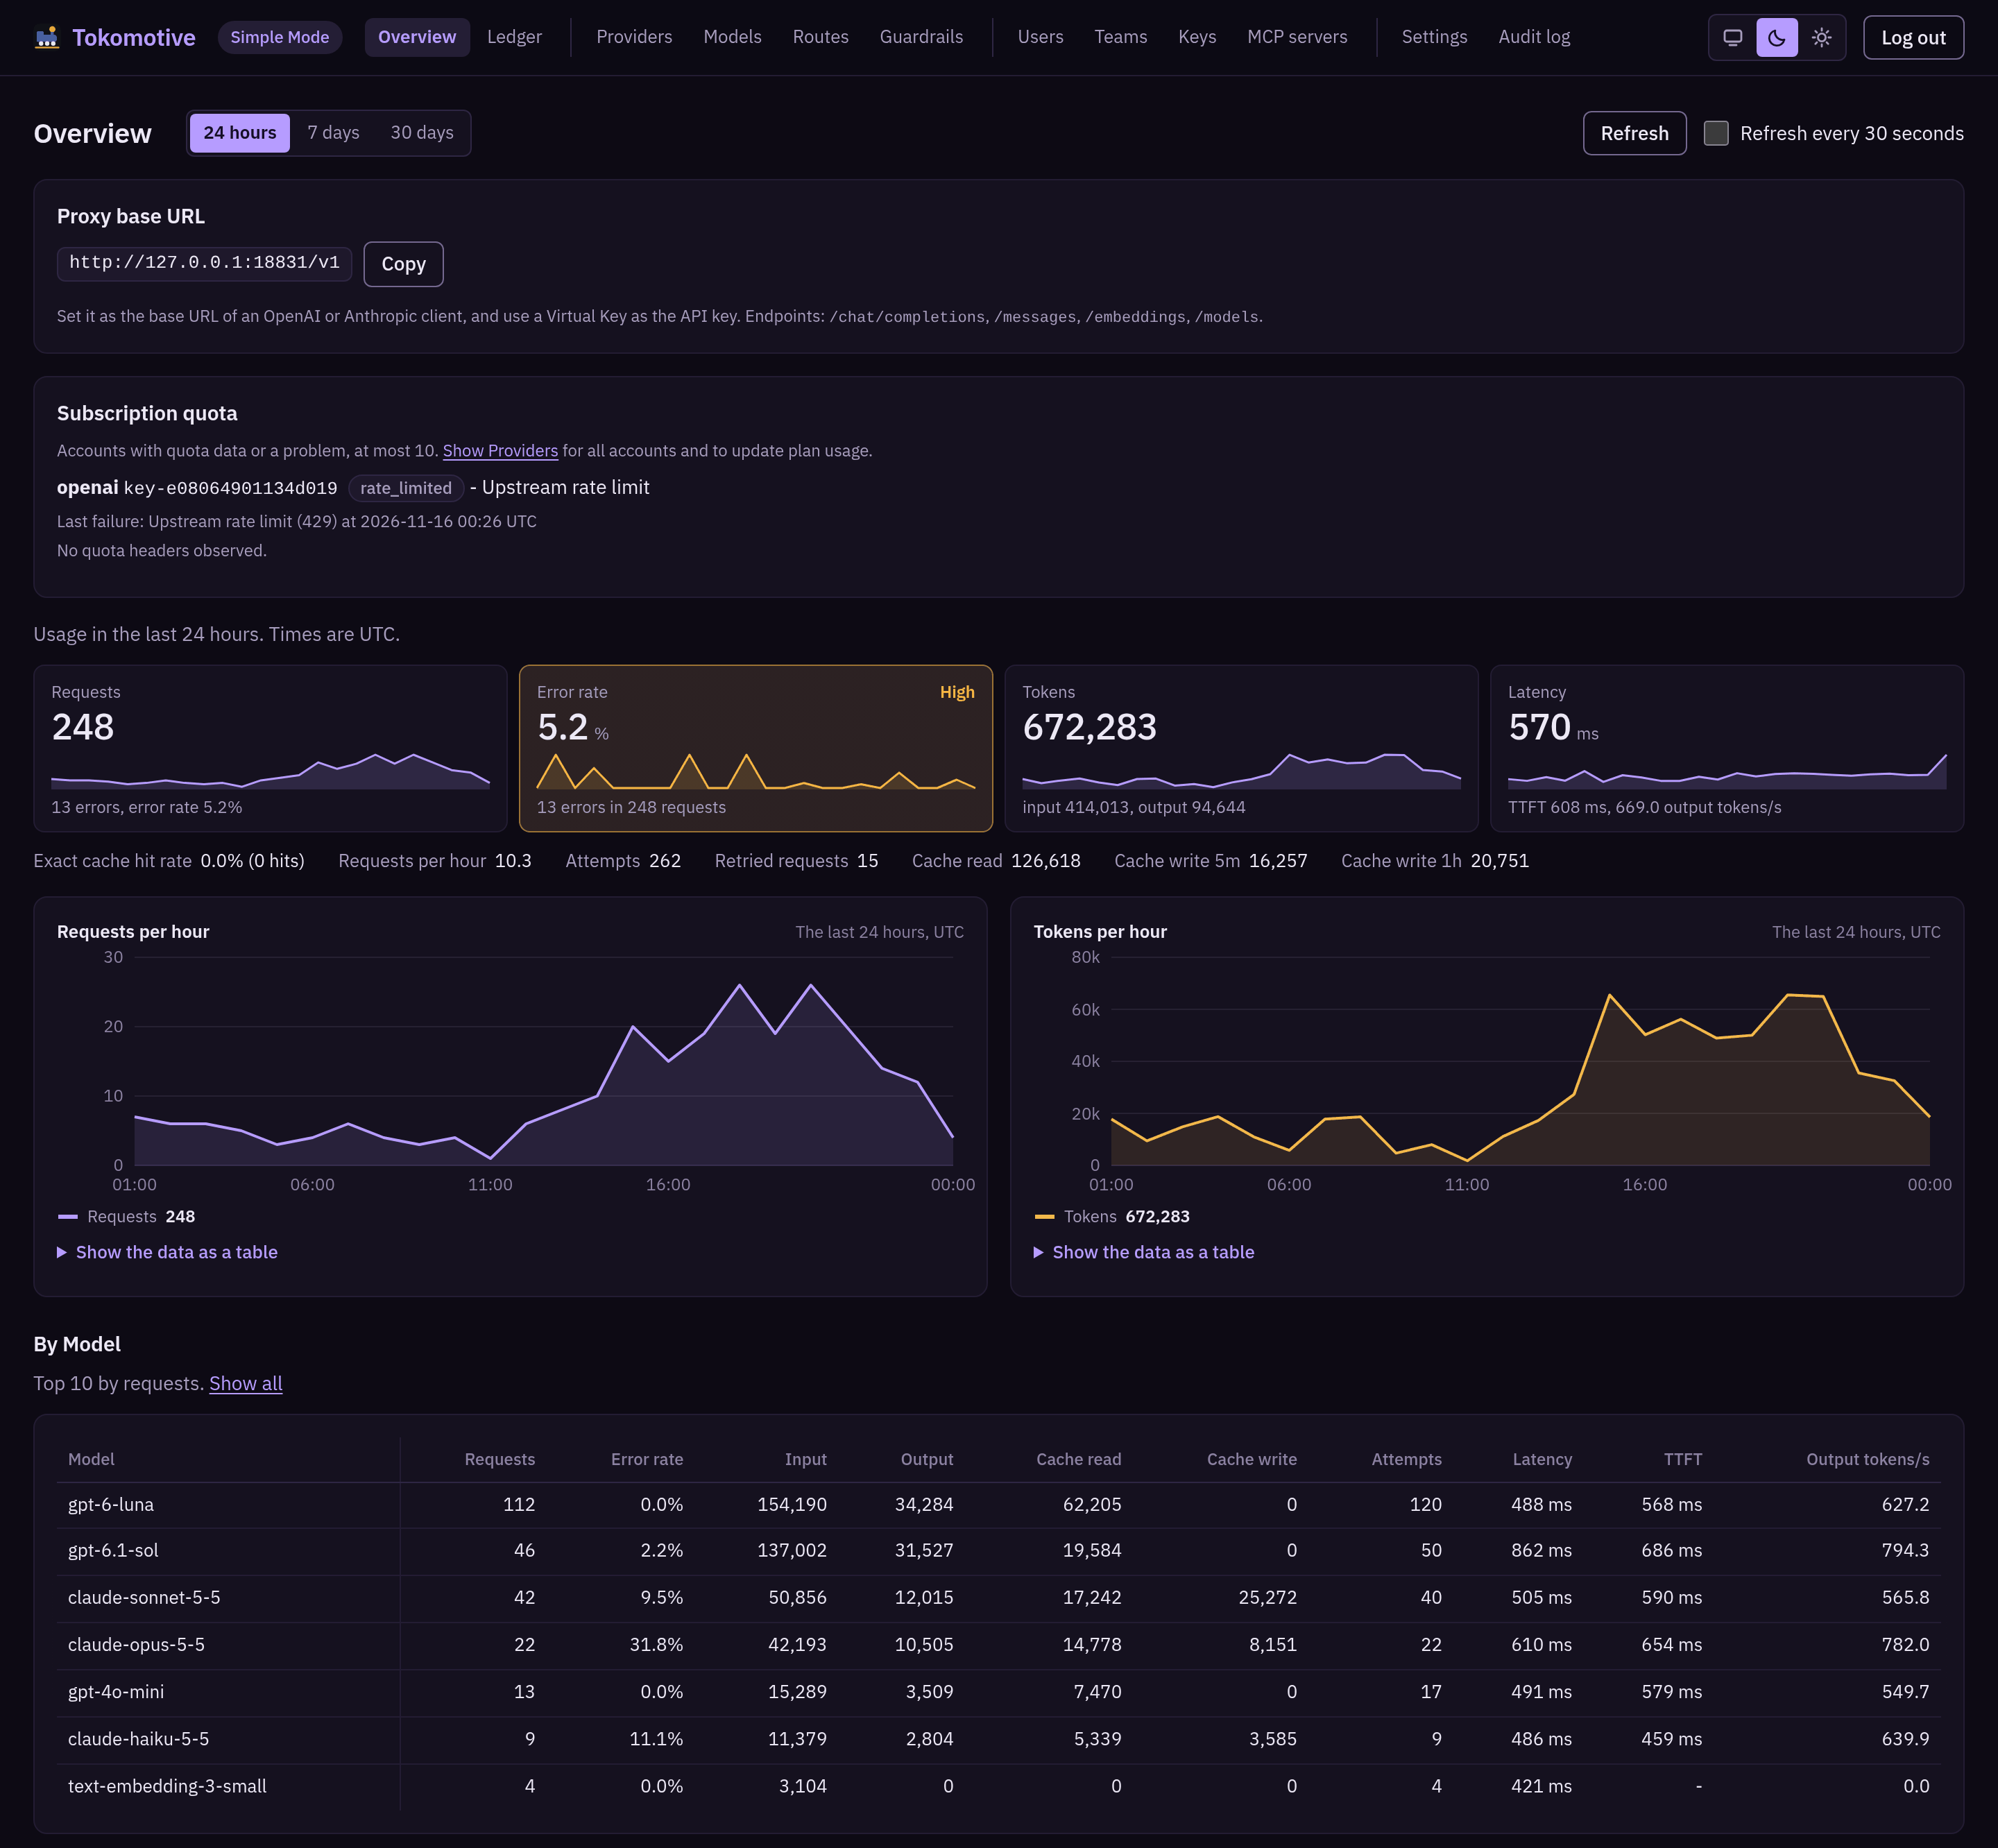 Tokomotive Simple Mode Overview Ledger Providers Models Routes Guardrails Users Teams Keys MCP servers Settings Audit log Log out
Overview 24 hours 7 days 30 days Refresh Refresh every 30 seconds
Proxy base URL
http://127.0.0.1:18831/v1 Copy
Set it as the base URL of an OpenAI or Anthropic client, and use a Virtual Key as the API key. Endpoints: /chat/completions, /messages, /embeddings, /models.
Subscription quota
Accounts with quota data or a problem, at most 10. Show Providers for all accounts and to update plan usage.
openai key-e08064901134d019 rate_limited - Upstream rate limit
Last failure: Upstream rate limit (429) at 2026-11-16 00:26 UTC
No quota headers observed.
Usage in the last 24 hours. Times are UTC.
Requests
248
13 errors, error rate 5.2%
Error rate High
5.2 %
13 errors in 248 requests
Tokens
672,283
input 414,013, output 94,644
Latency
570 ms
TTFT 608 ms, 669.0 output tokens/s
Exact cache hit rate 0.0% (0 hits) Requests per hour 10.3 Attempts 262 Retried requests 15 Cache read 126,618 Cache write 5m 16,257 Cache write 1h 20,751
Requests per hour The last 24 hours, UTC
30
20
10
0
01:00 06:00 11:00 16:00 00:00
Requests 248
Show the data as a table
Tokens per hour The last 24 hours, UTC
80k
60k
40k
20k
0
01:00 06:00 11:00 16:00 00:00
Tokens 672,283
Show the data as a table
By Model
Top 10 by requests. Show all
Model Requests Error rate Input Output Cache read Cache write Attempts Latency TTFT Output tokens/s
gpt-6-luna 112 0.0% 154,190 34,284 62,205 0 120 488 ms 568 ms 627.2
gpt-6.1-sol 46 2.2% 137,002 31,527 19,584 0 50 862 ms 686 ms 794.3
claude-sonnet-5-5 42 9.5% 50,856 12,015 17,242 25,272 40 505 ms 590 ms 565.8
claude-opus-5-5 22 31.8% 42,193 10,505 14,778 8,151 22 610 ms 654 ms 782.0
gpt-4o-mini 13 0.0% 15,289 3,509 7,470 0 17 491 ms 579 ms 549.7
claude-haiku-5-5 9 11.1% 11,379 2,804 5,339 3,585 9 486 ms 459 ms 639.9
text-embedding-3-small 4 0.0% 3,104 0 0 0 4 421 ms - 0.0